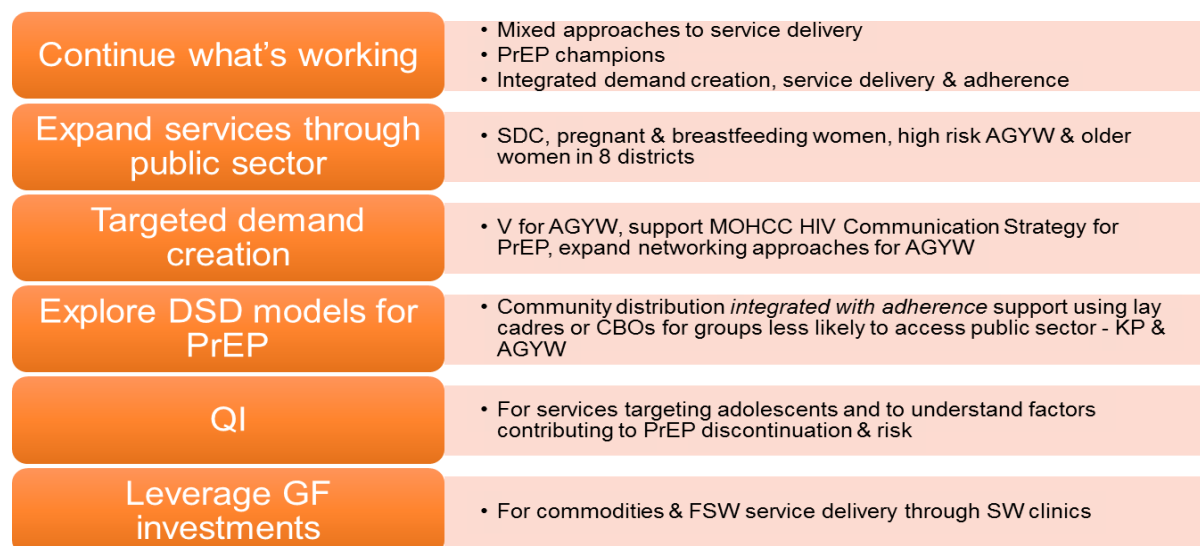 Continue what's working
• Mixed approaches to service delivery
• PrEP champions
• Integrated demand creation, service delivery & adherence
Expand services through
public sector
• SDC, pregnant & breastfeeding women, high risk AGYW & older
women in 8 districts
Targeted demand
creation
• V for AGYW, support MOHCC HIV Communication Strategy for
PrEP, expand networking approaches for AGYW
Explore DSD models for
PrEP
• Community distribution integrated with adherence support using lay
cadres or CBOs for groups less likely to access public sector - KP &
AGYW
QI
• For services targeting adolescents and to understand factors
contributing to PrEP discontinuation & risk
Leverage GF
investments
• For commodities & FSW service delivery through SW clinics